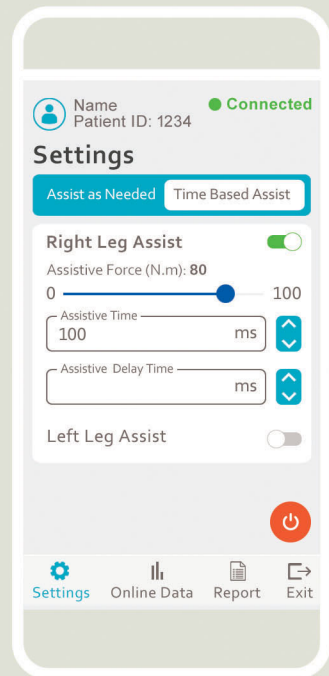 Name
Patient ID: 1234
Connected
Settings
Assist as Needed
Time Based Assist
Right Leg Assist
Assistive Force (N.m): 80
0
100
Assistive Time
100
ms
Assistive Delay Time
ms
Left Leg Assist
Settings
Online Data
Report
Exit